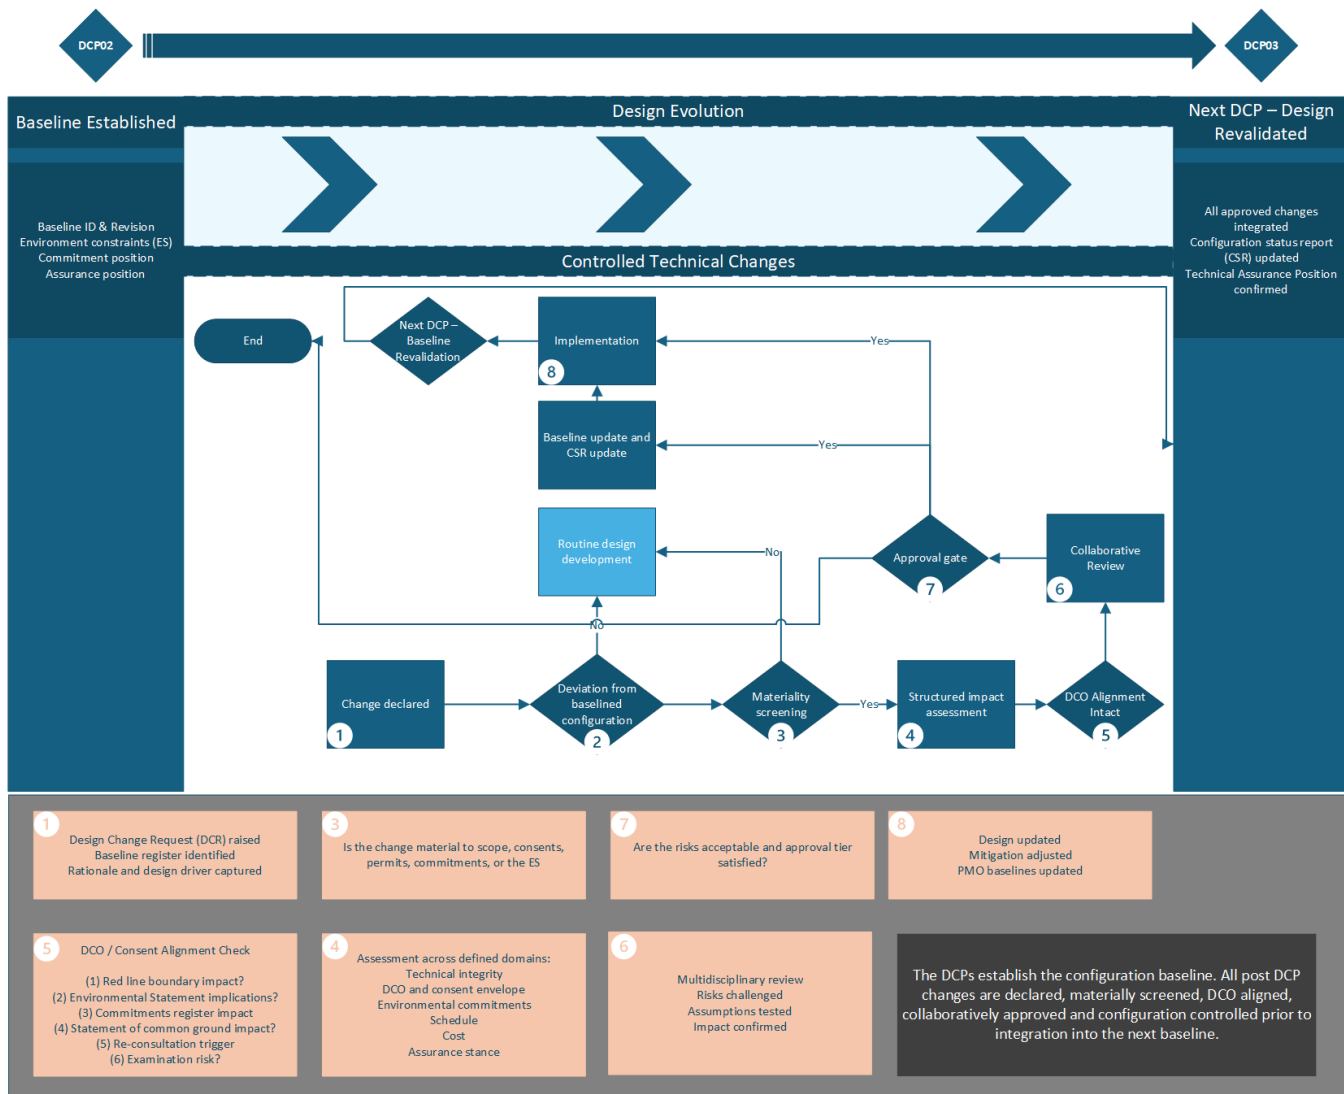 DCP02
DCP03
Baseline Established
Design Evolution
Next DCP – Design
Revalidated
Baseline ID & Revision
Environment constraints (ES)
Commitment position
Assurance position
All approved changes
integrated
Configuration status report
(CSR) updated
Technical Assurance Position
confirmed
Controlled Technical Changes
End
Next DCP –
Baseline
Revalidation
Implementation
8
Yes
Baseline update and
CSR update
Yes
Routine design
development
No
Approval gate
7
Collaborative
Review
6
No
Change declared
1
Deviation from
baselined
configuration
2
Materiality
screening
3
Yes
Structured impact
assessment
4
DCO Alignment
Intact
5
1
Design Change Request (DCR) raised
Baseline register identified
Rationale and design driver captured
3
Is the change material to scope, consents,
permits, commitments, or the ES
7
Are the risks acceptable and approval tier
satisfied?
8
Design updated
Mitigation adjusted
PMO baselines updated
5
DCO / Consent Alignment Check
(1) Red line boundary impact?
(2) Environmental Statement implications?
(3) Commitments register impact
(4) Statement of common ground impact?
(5) Re-consultation trigger
(6) Examination risk?
4
Assessment across defined domains:
Technical integrity
DCO and consent envelope
Environmental commitments
Schedule
Cost
Assurance stance
6
Multidisciplinary review
Risks challenged
Assumptions tested
Impact confirmed
The DCPs establish the configuration baseline. All post DCP
changes are declared, materially screened, DCO aligned,
collaboratively approved and configuration controlled prior to
integration into the next baseline.